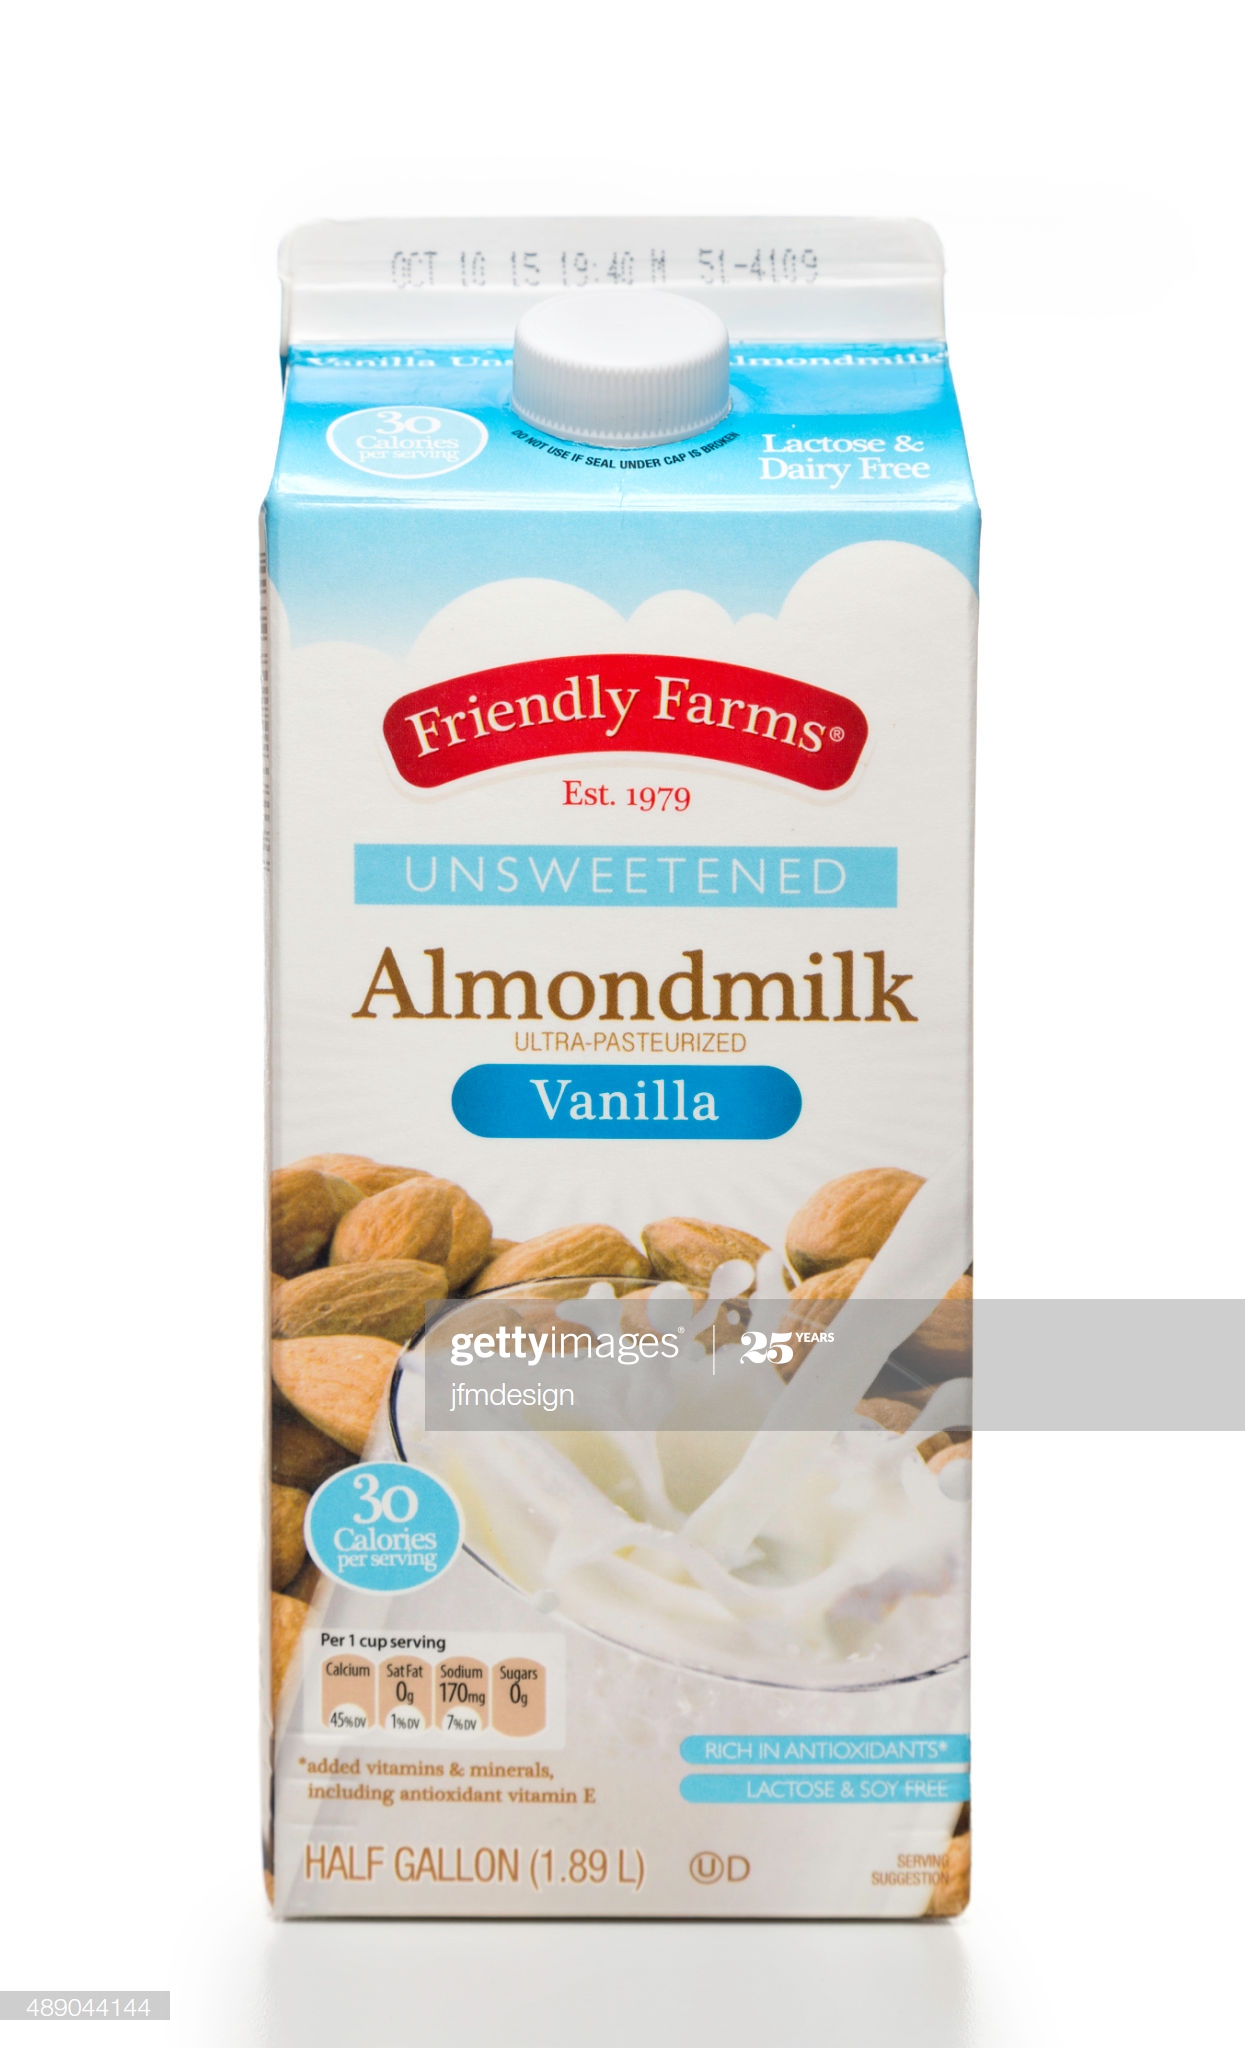 OCT 10 15 19:40 M 51-4109
Vanilla Uns lmondmilk
30
Calories
per serving
DO NOT USE IF SEAL UNDER CAP IS BROKEN
Lactose &
Dairy Free
Friendly Farms®
Est. 1979
UNSWEETENED
Almondmilk
ULTRA-PASTEURIZED
Vanilla
gettyimages® | 25 YEARS
jfmdesign
30
Calories
per serving
Per 1 cup serving
Calcium Sat Fat Sodium Sugars
0g 170mg 0g
45%DV 1%DV 7%DV
RICH IN ANTIOXIDANTS*
*added vitamins & minerals,
including antioxidant vitamin E
LACTOSE & SOY FREE
HALF GALLON (1.89 L) UD
SERVING
SUGGESTION
489044144